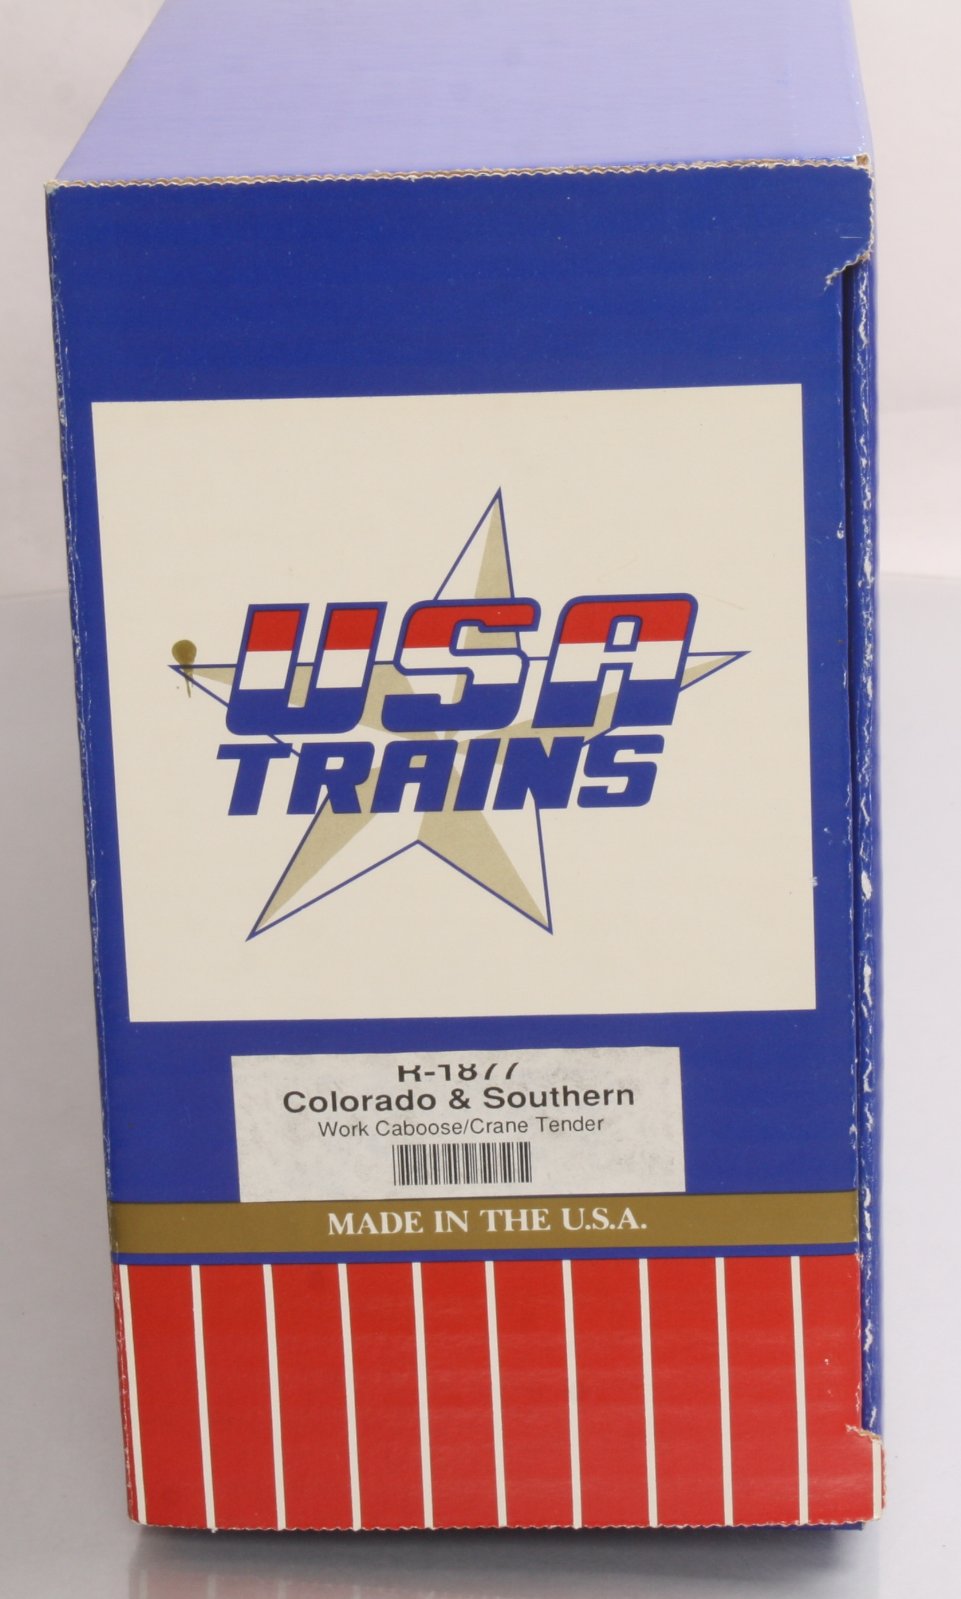 USA
TRAINS
R-1877
Colorado & Southern
Work Caboose/Crane Tender
MADE IN THE U.S.A.